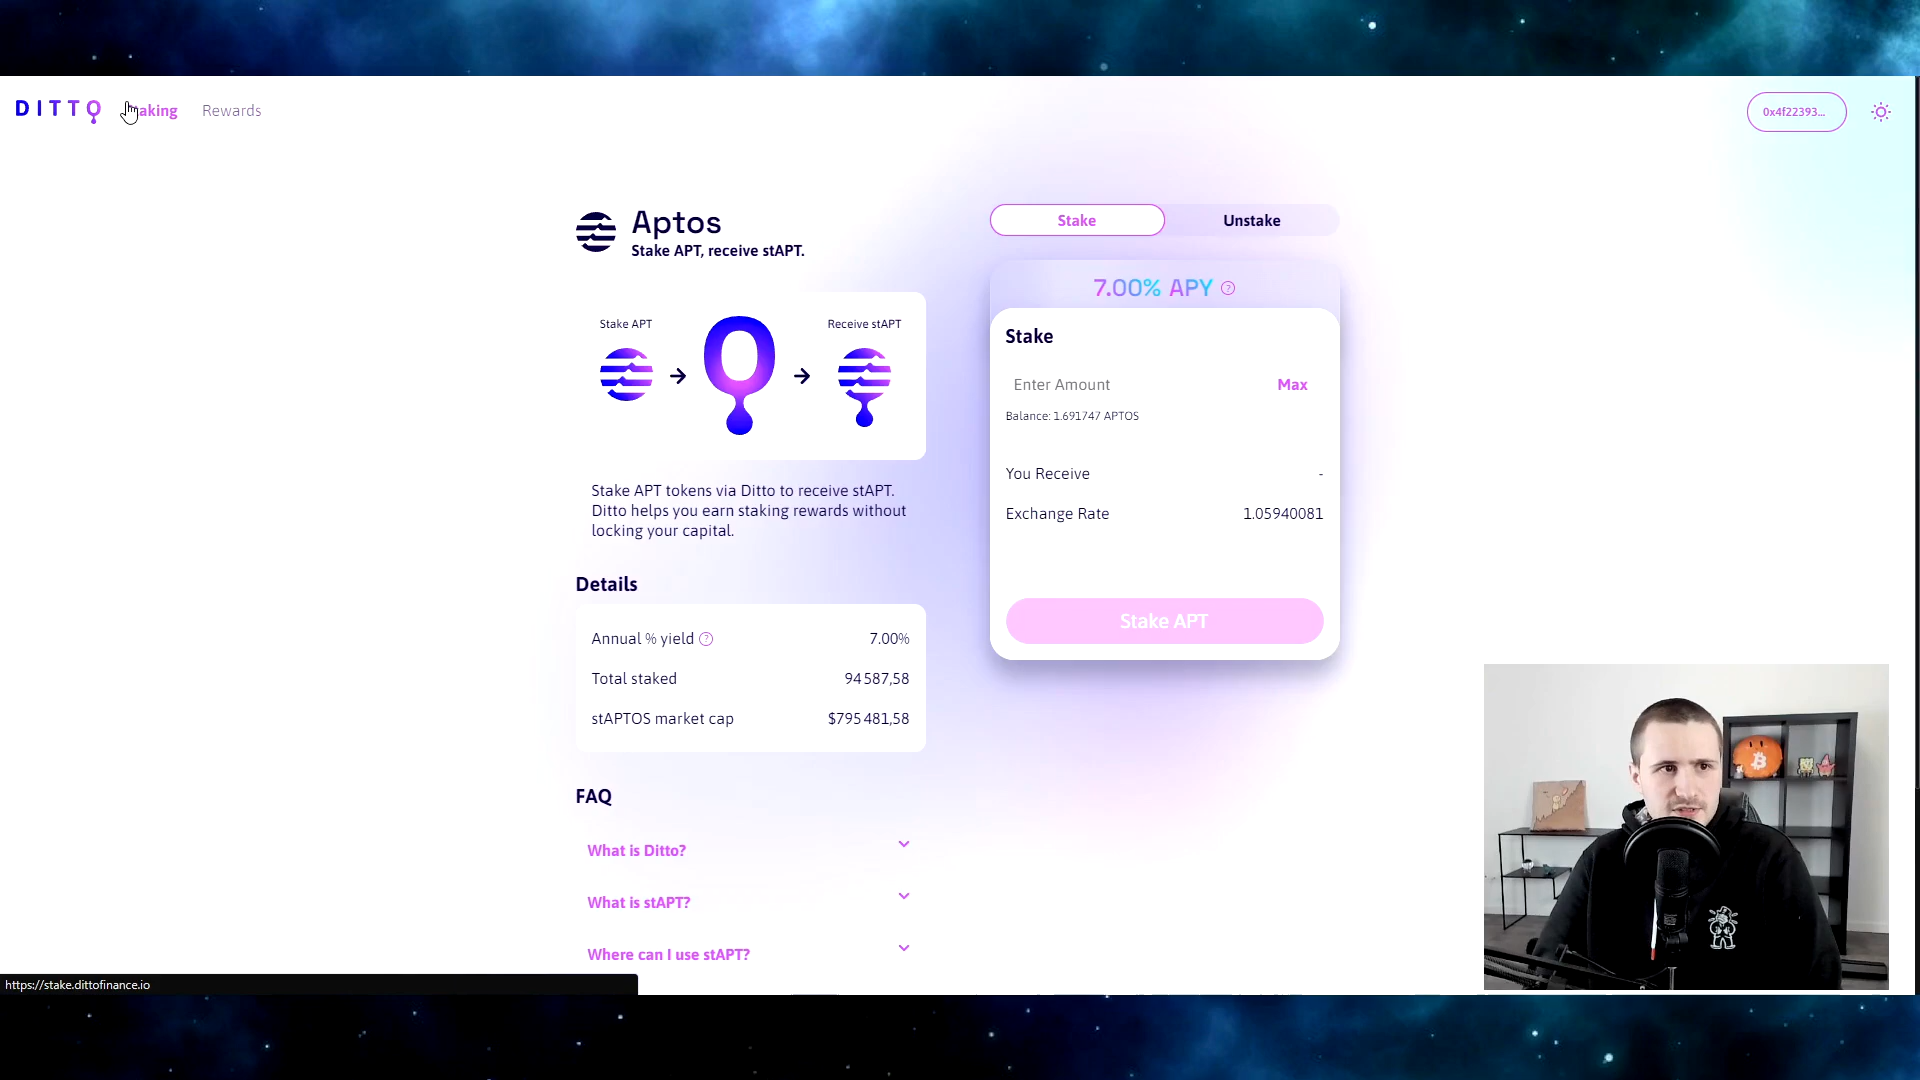 DITTO
aking
Rewards
0x4f22393...
Aptos
Stake APT, receive stAPT.
Stake APT
Receive stAPT
Stake APT tokens via Ditto to receive stAPT.
Ditto helps you earn staking rewards without
locking your capital.
Details
Annual % yield ?
7.00%
Total staked
94 587,58
stAPTOS market cap
$795 481,58
FAQ
What is Ditto?
What is stAPT?
Where can I use stAPT?
Stake
Unstake
7.00% APY ?
Stake
Enter Amount
Max
Balance: 1.691747 APTOS
You Receive
-
Exchange Rate
1.05940081
Stake APT
https://stake.dittofinance.io